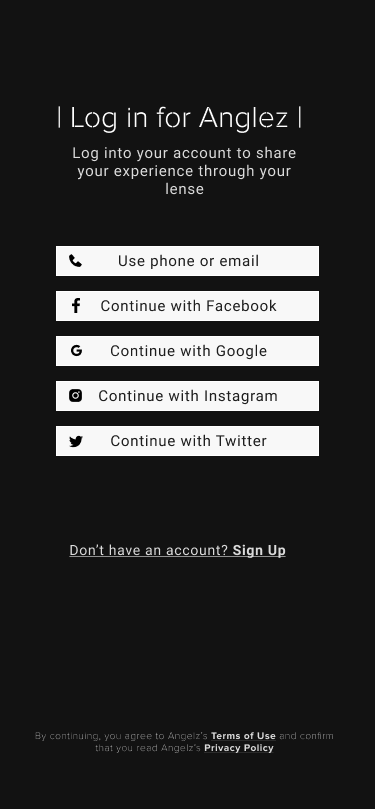 | Log in for Anglez |
Log into your account to share
your experience through your
lense
Use phone or email
Continue with Facebook
Continue with Google
Continue with Instagram
Continue with Twitter
Don't have an account? Sign Up
By continuing, you agree to Angelz's Terms of Use and confirm
that you read Angelz's Privacy Policy